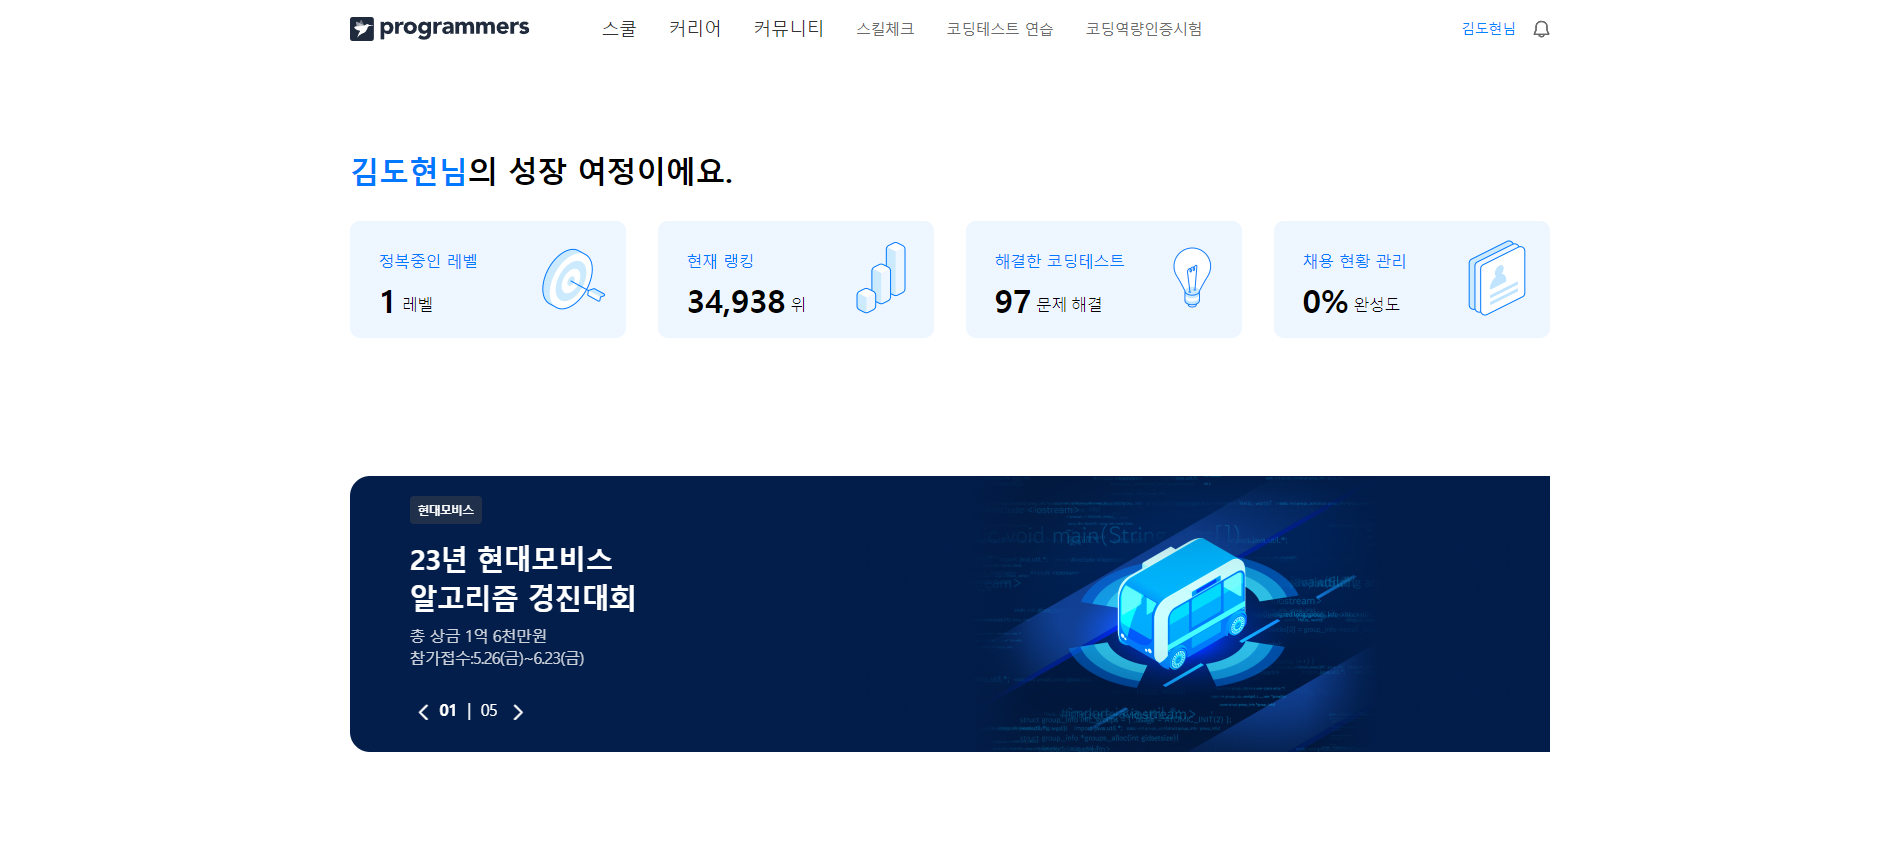 programmers
스쿨 커리어 커뮤니티 스킬체크 코딩테스트 연습 코딩역량인증시험 김도현님
김도현님의 성장 여정이에요.
정복중인 레벨
1 레벨
현재 랭킹
34,938 위
해결한 코딩테스트
97 문제 해결
채용 현황 관리
0% 완성도
현대모비스
23년 현대모비스
알고리즘 경진대회
총 상금 1억 6천만원
참가접수:5.26(금)~6.23(금)
01 | 05
void main(String